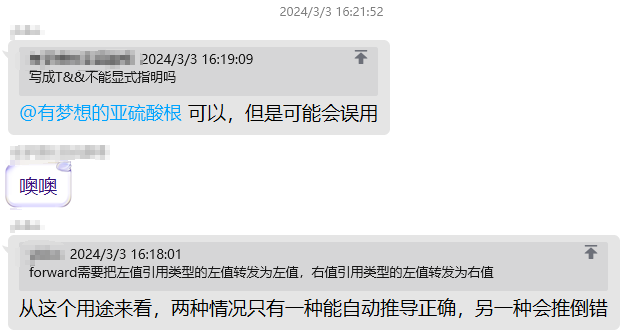 2024/3/3 16:21:52
2024/3/3 16:19:09
写成T&&不能显式指明吗
@有梦想的亚硫酸根 可以，但是可能会误用
噢噢
2024/3/3 16:18:01
forward需要把左值引用类型的左值转发为左值，右值引用类型的左值转发为右值
从这个用途来看，两种情况只有一种能自动推导正确，另一种会推倒错